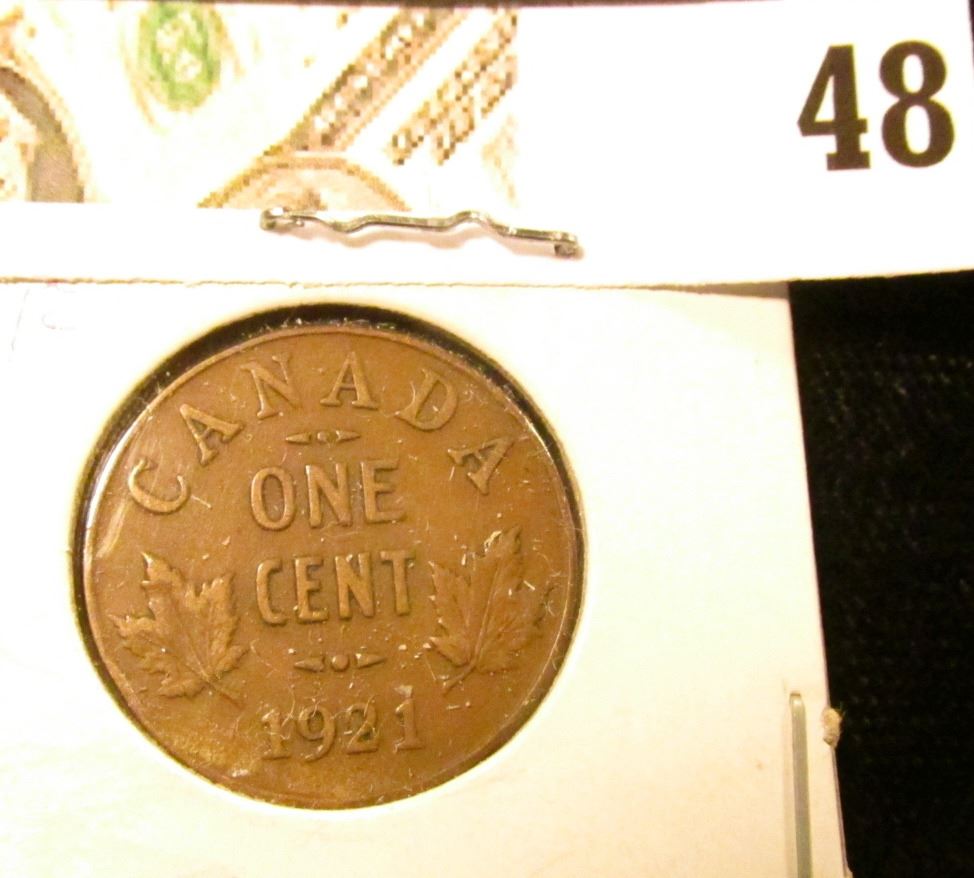 48
CANADA
ONE
CENT
1921